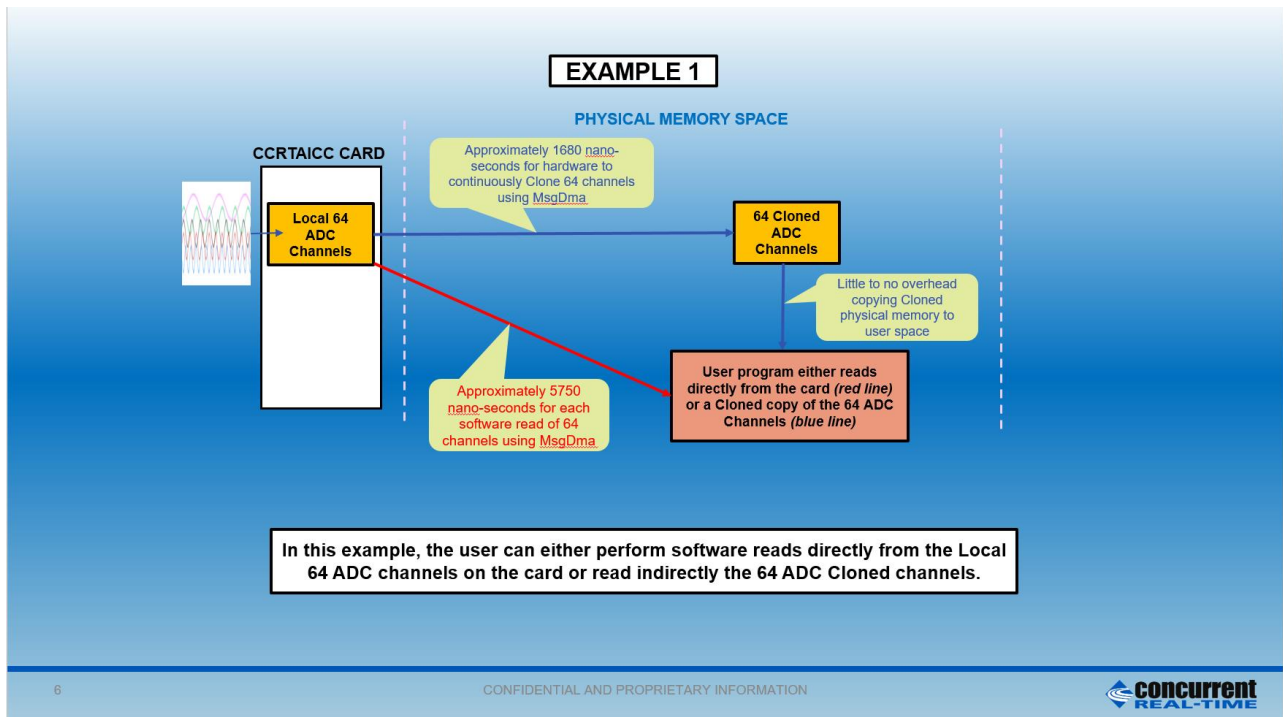 EXAMPLE 1
PHYSICAL MEMORY SPACE
CCRTAICC CARD
Approximately 1680 nano-
seconds for hardware to
continuously Clone 64 channels
using MsgDma
Local 64
ADC
Channels
64 Cloned
ADC
Channels
Little to no overhead
copying Cloned
physical memory to
user space
User program either reads
directly from the card (red line)
or a Cloned copy of the 64 ADC
Channels (blue line)
Approximately 5750
nano-seconds for each
software read of 64
channels using MsgDma
In this example, the user can either perform software reads directly from the Local
64 ADC channels on the card or read indirectly the 64 ADC Cloned channels.
6
CONFIDENTIAL AND PROPRIETARY INFORMATION
concurrent
REAL-TIME